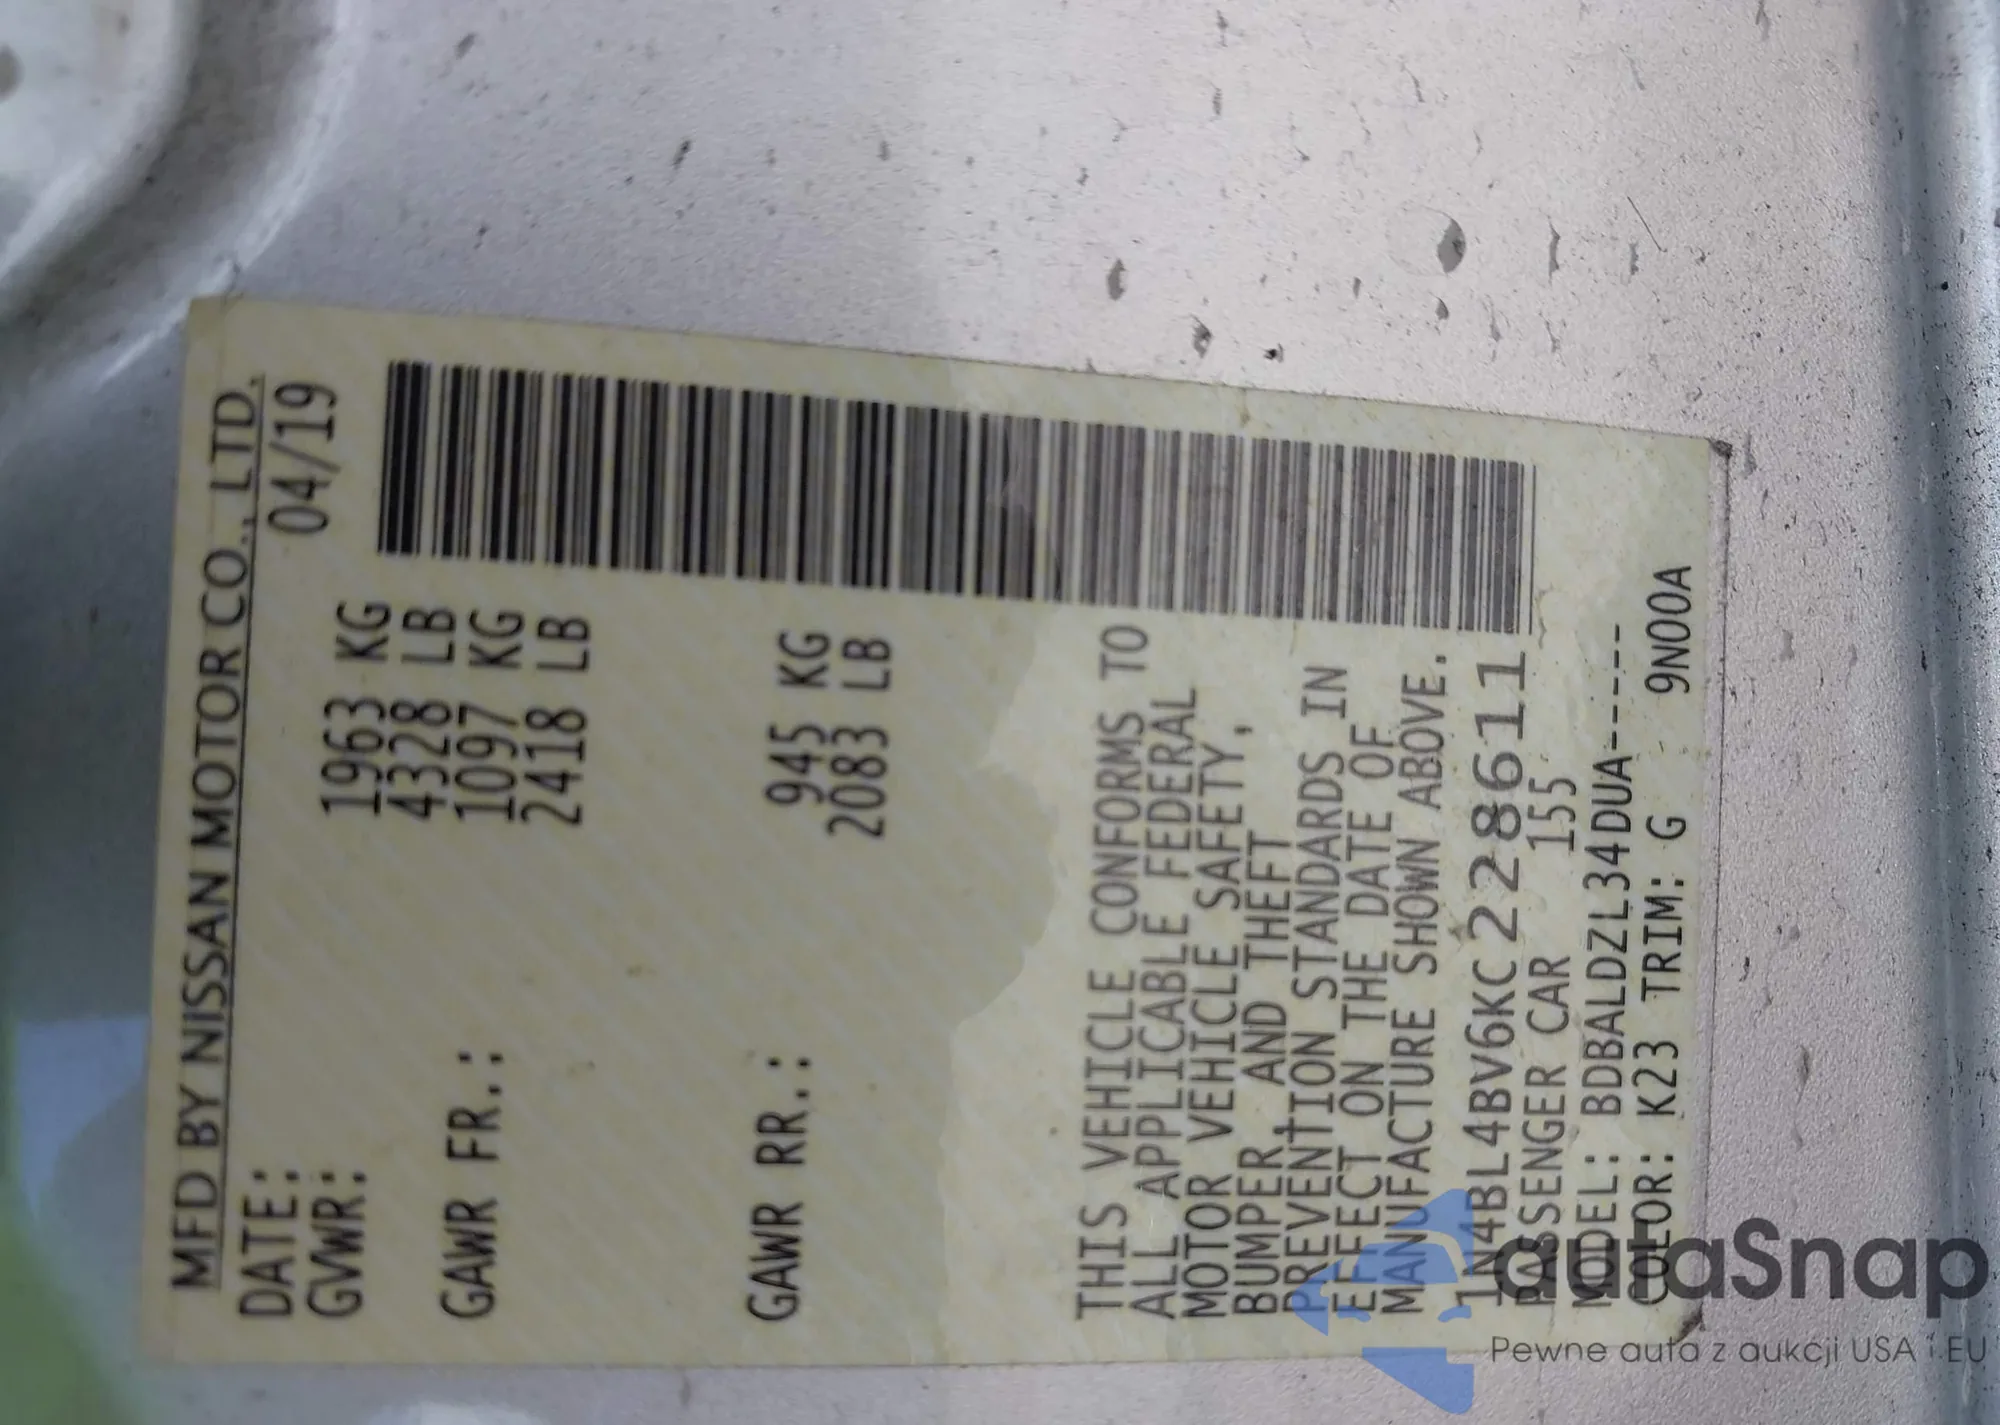 MFD BY NISSAN MOTOR CO., LTD.
DATE: 04/19
GVWR: 1963 KG
4328 LB
GAWR FR.: 1097 KG
2418 LB
GAWR RR.: 945 KG
2083 LB
THIS VEHICLE CONFORMS TO
ALL APPLICABLE FEDERAL
MOTOR VEHICLE SAFETY,
BUMPER AND THEFT
PREVENTION STANDARDS IN
EFFECT ON THE DATE OF
MANUFACTURE SHOWN ABOVE.
1N4BL4BV6KC228611
PASSENGER CAR 155
MODEL: BDBALDZL34DUA-----
COLOR: K23 TRIM: G 9N00A
autaSnap
Pewne auta z aukcji USA i EU